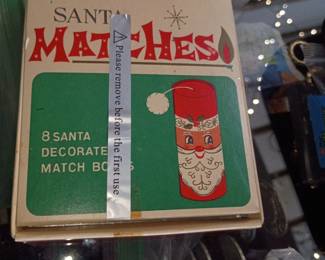 SANTA
MATCHES
⚠ Please remove before the first use
8 SANTA
DECORATE
MATCH BO S